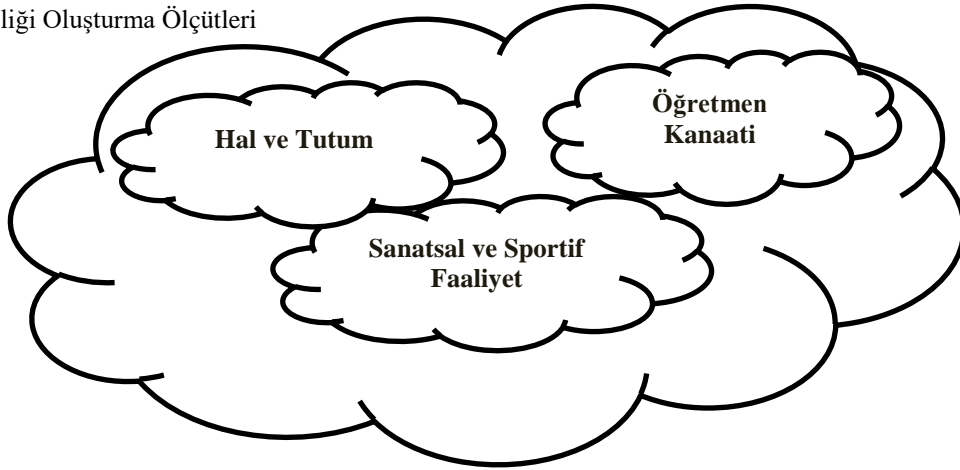 liği Oluşturma Ölçütleri
Hal ve Tutum
Öğretmen
Kanaati
Sanatsal ve Sportif
Faaliyet